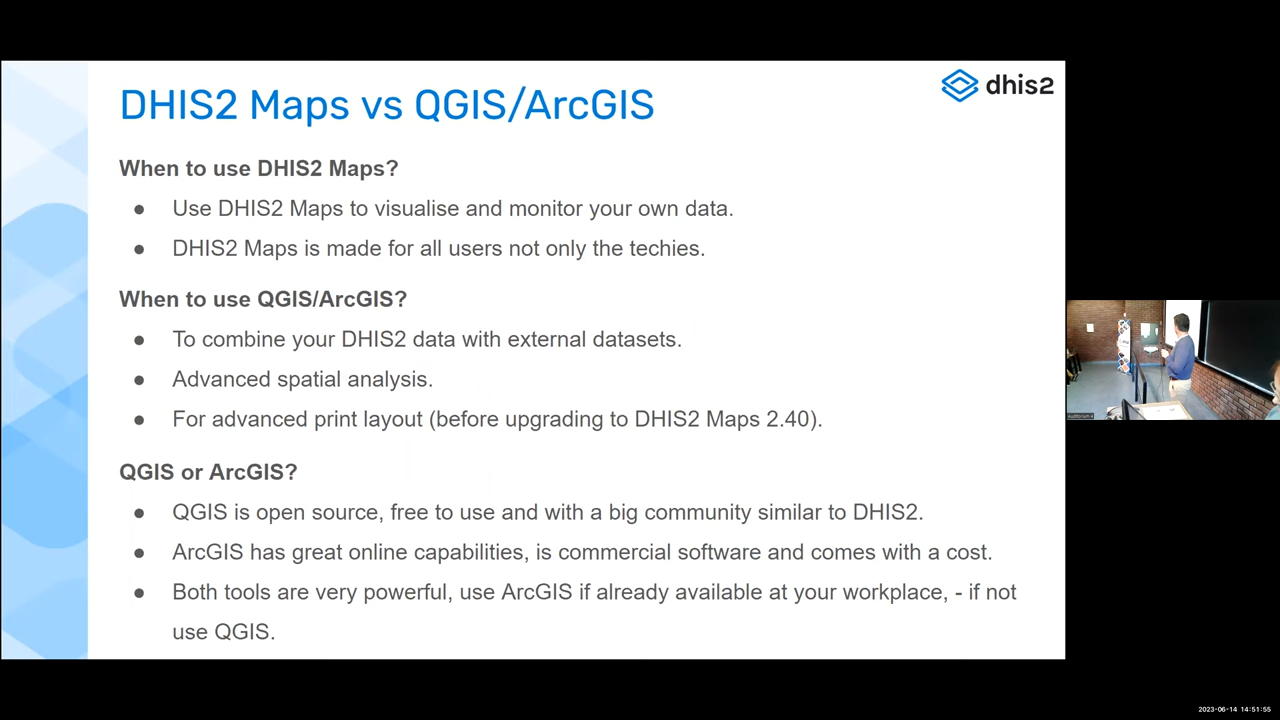 DHIS2 Maps vs QGIS/ArcGIS
dhis2
When to use DHIS2 Maps?
● Use DHIS2 Maps to visualise and monitor your own data.
● DHIS2 Maps is made for all users not only the techies.
When to use QGIS/ArcGIS?
● To combine your DHIS2 data with external datasets.
● Advanced spatial analysis.
● For advanced print layout (before upgrading to DHIS2 Maps 2.40).
QGIS or ArcGIS?
● QGIS is open source, free to use and with a big community similar to DHIS2.
● ArcGIS has great online capabilities, is commercial software and comes with a cost.
● Both tools are very powerful, use ArcGIS if already available at your workplace, - if not
use QGIS.
2023-06-14 14:51:55